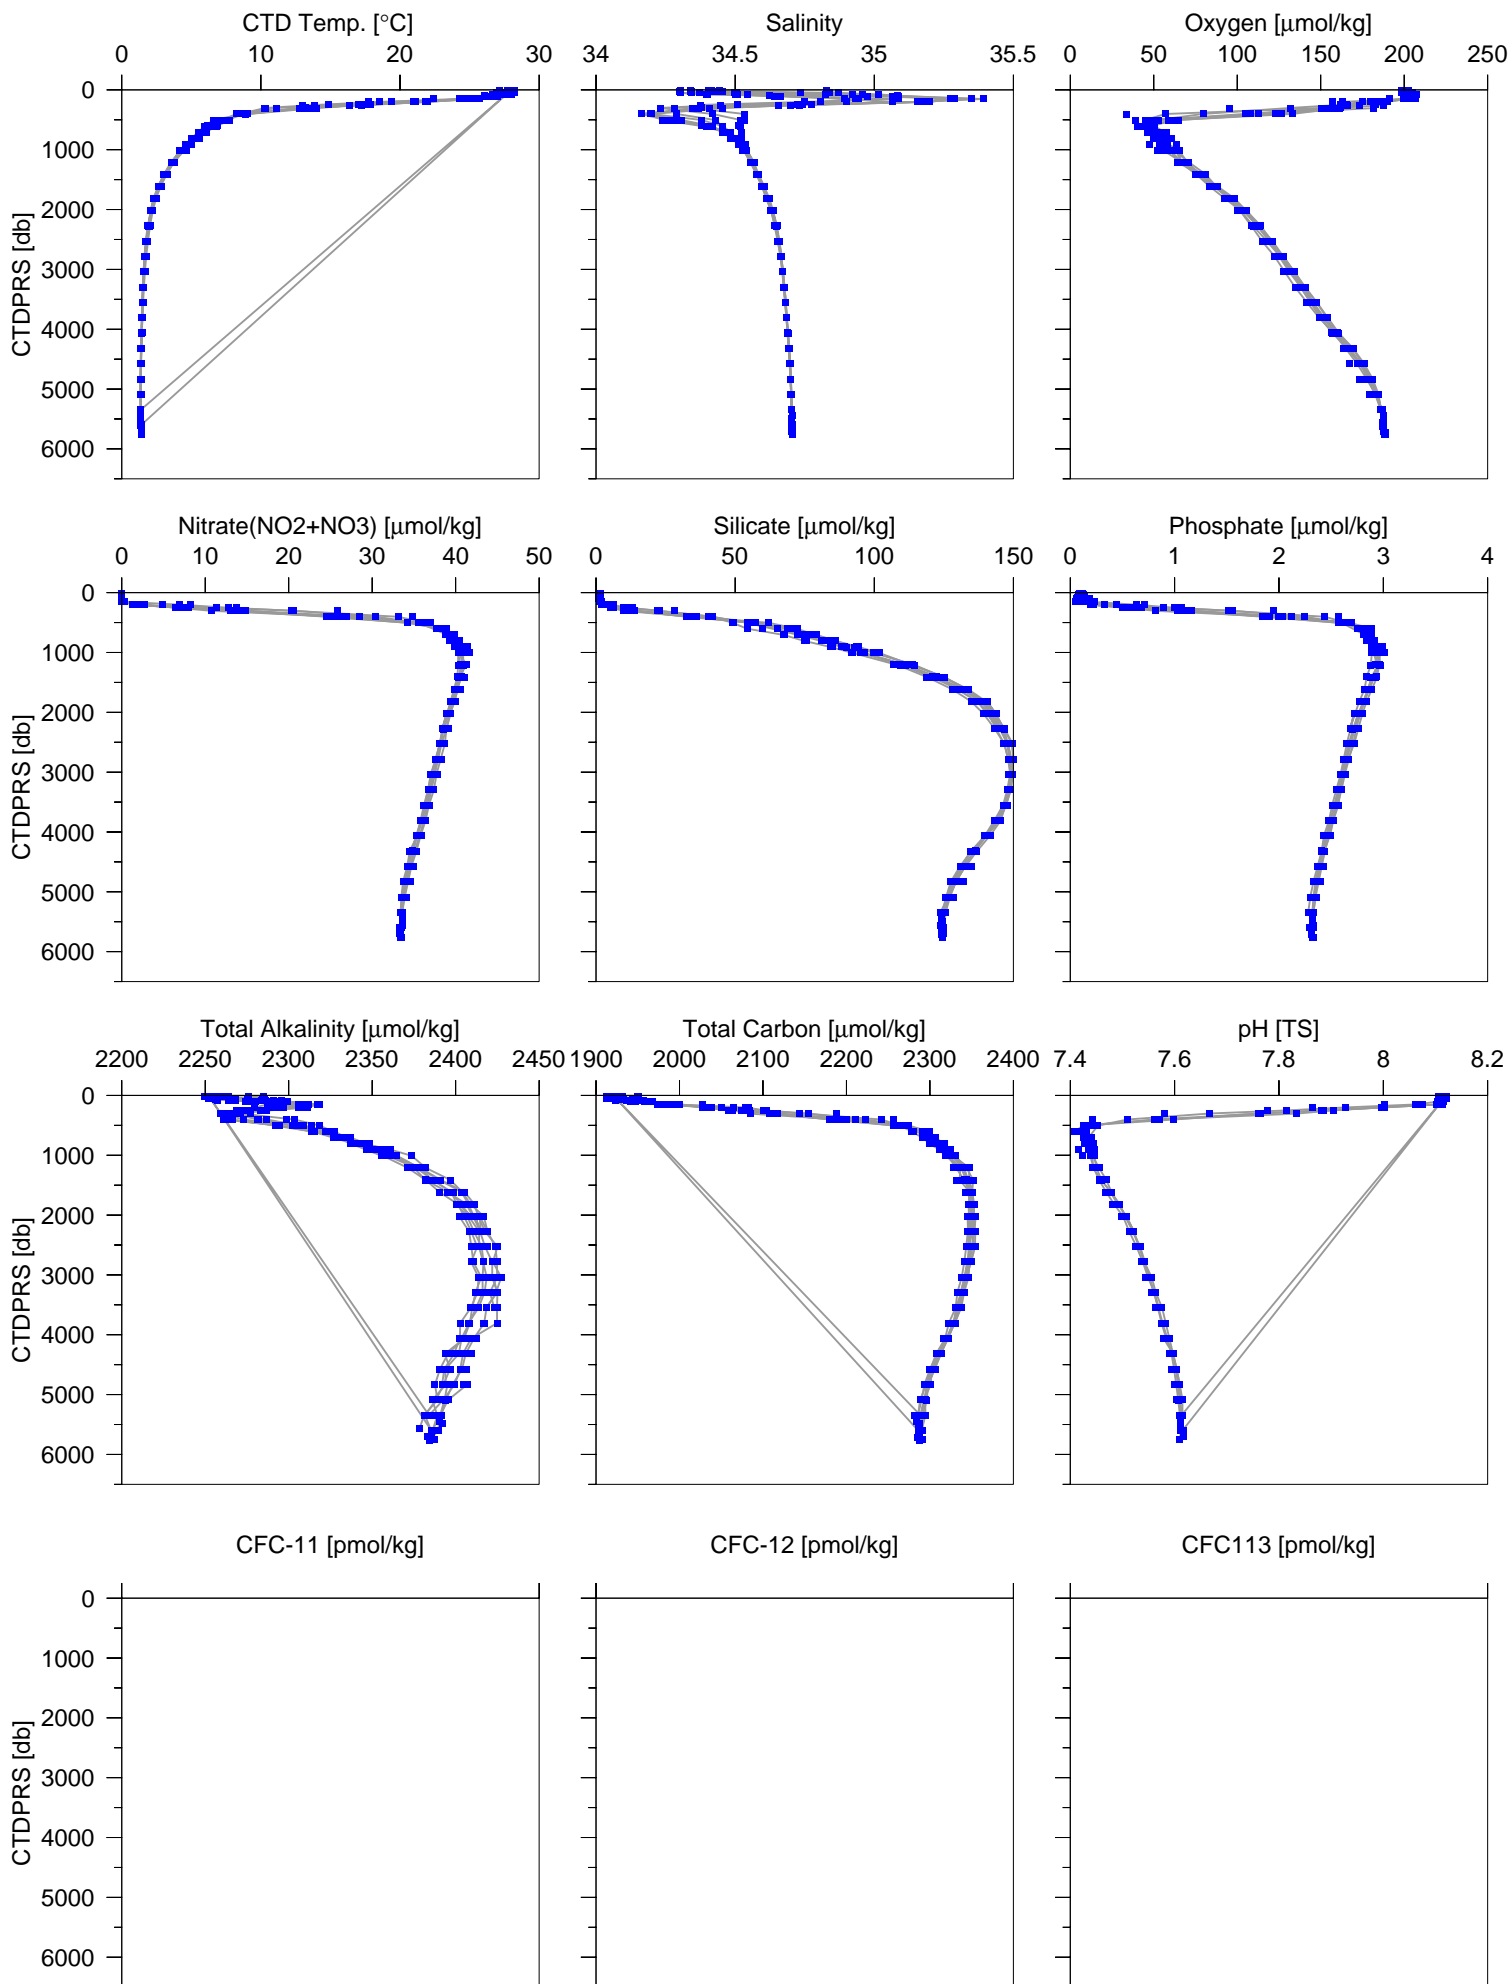 CTD Temp. [°C] Salinity Oxygen [μmol/kg]
0 10 20 30 34 34.5 35 35.5 0 50 100 150 200 250
0
1000
2000
3000
4000
5000
6000
CTDPRS [db]
Nitrate(NO2+NO3) [μmol/kg] Silicate [μmol/kg] Phosphate [μmol/kg]
0 10 20 30 40 50 0 50 100 150 0 1 2 3 4
0
1000
2000
3000
4000
5000
6000
CTDPRS [db]
Total Alkalinity [μmol/kg] Total Carbon [μmol/kg] pH [TS]
2200 2250 2300 2350 2400 2450 1900 2000 2100 2200 2300 2400 7.4 7.6 7.8 8 8.2
0
1000
2000
3000
4000
5000
6000
CTDPRS [db]
CFC-11 [pmol/kg] CFC-12 [pmol/kg] CFC113 [pmol/kg]
0
1000
2000
3000
4000
5000
6000
CTDPRS [db]